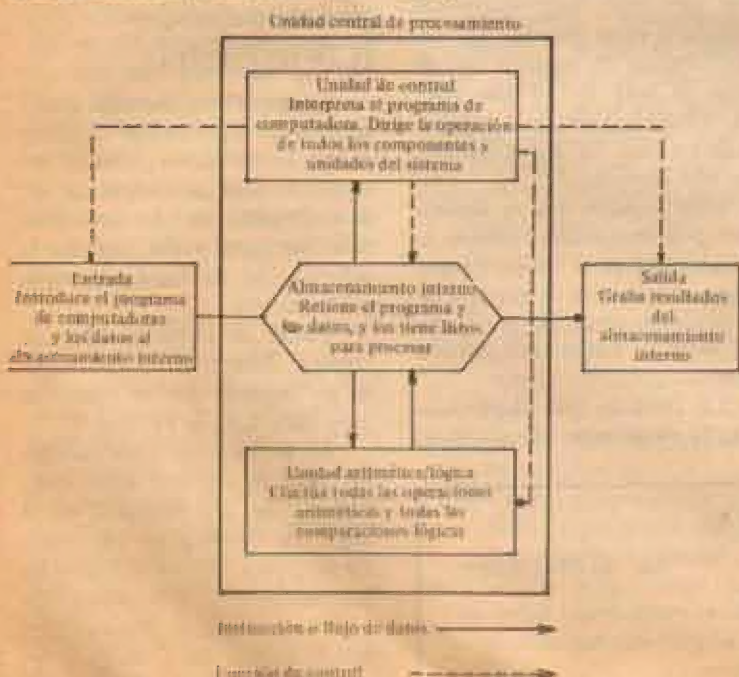 Unidad central de procesamiento
Unidad de control
Interpreta el programa de
computadora. Dirige la operación
de todos los componentes y
unidades del sistema
Entrada
Introduce el programa
de computadoras
y los datos al
almacenamiento interno
Almacenamiento interno
Retiene el programa y
los datos, y los tiene listos
para procesar
Salida
Graba resultados
del
almacenamiento
interno
Unidad aritmética/lógica
Efectúa todas las operaciones
aritméticas y todas las
comparaciones lógicas
Instrucción o flujo de datos
de control